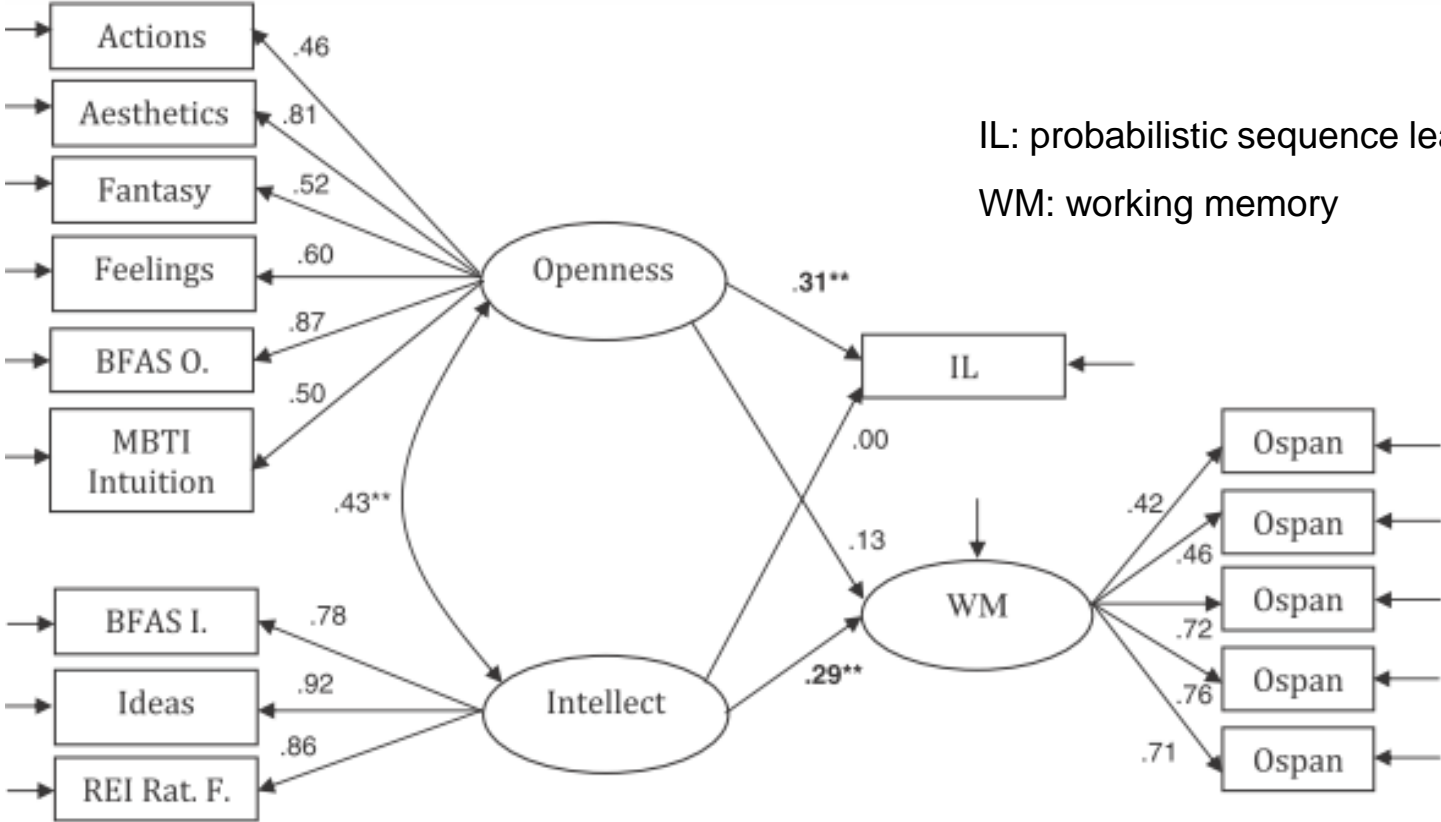 Actions
.46
Aesthetics
.81
Fantasy
.52
Feelings
.60
BFAS O.
.87
MBTI
Intuition
.50
Openness
.43**
BFAS I.
.78
Ideas
.92
REI Rat. F.
.86
Intellect
IL: probabilistic sequence
WM: working memory
.31**
IL
.00
.13
.29**
WM
.42
Ospan
.46
Ospan
.72
Ospan
.76
Ospan
.71
Ospan